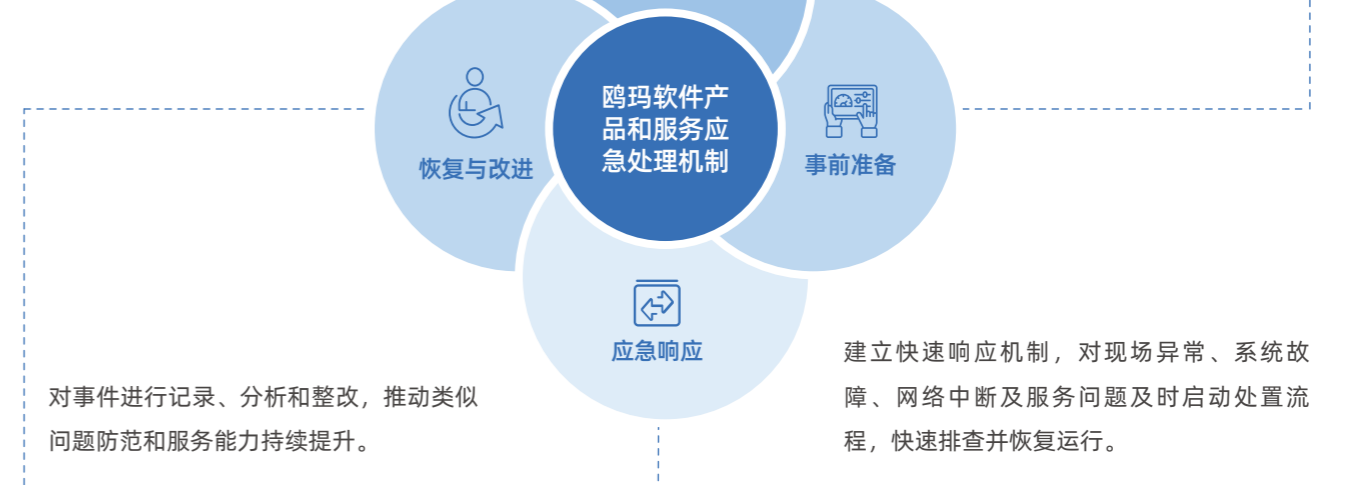 鸥玛软件产
品和服务应
急处理机制
恢复与改进
事前准备
应急响应
建立快速响应机制，对现场异常、系统故
障、网络中断及服务问题及时启动处置流
程，快速排查并恢复运行。
对事件进行记录、分析和整改，推动类似
问题防范和服务能力持续提升。